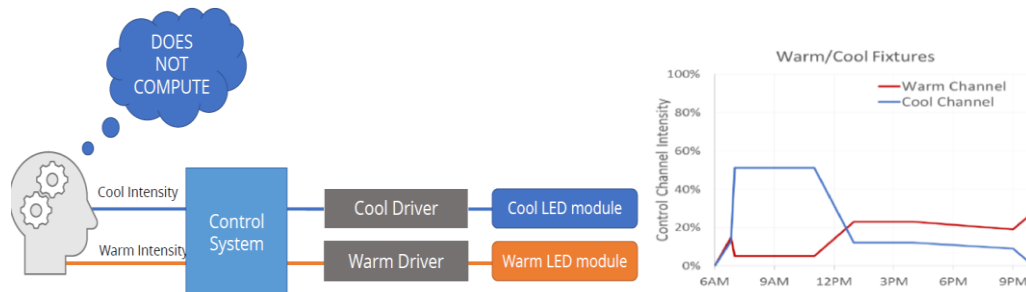 DOES
NOT
COMPUTE
Cool Intensity
Warm Intensity
Control
System
Cool Driver
Warm Driver
Cool LED module
Warm LED module
Warm/Cool Fixtures
Control Channel Intensity
100%
80%
60%
40%
20%
0%
Warm Channel
Cool Channel
6AM 9AM 12PM 3PM 6PM 9PM